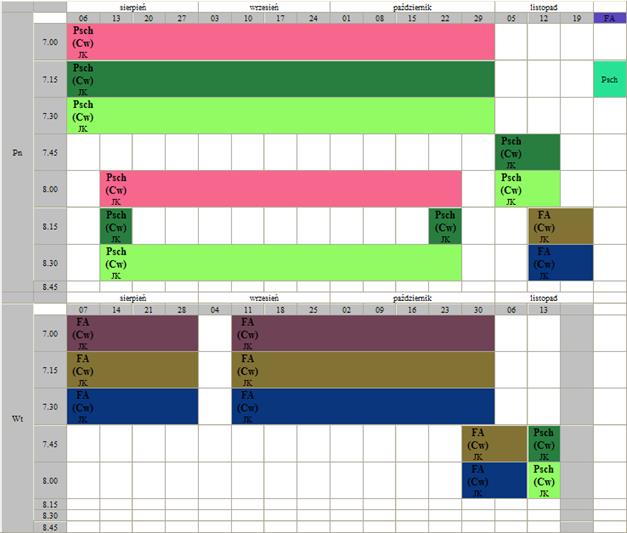 sierpień wrzesień październik listopad
06 13 20 27 03 10 17 24 01 08 15 22 29 05 12 19 FA
Pn
7.00 Psch
(Cw)
JK
7.15 Psch Psch
(Cw)
JK
7.30 Psch
(Cw)
JK
7.45 Psch
(Cw)
JK
8.00 Psch Psch
(Cw) (Cw)
JK JK
8.15 Psch Psch FA
(Cw) (Cw) (Cw)
JK JK JK
8.30 Psch FA
(Cw) (Cw)
JK JK
8.45
sierpień wrzesień październik listopad
07 14 21 28 04 11 18 25 02 09 16 23 30 06 13
Wt
7.00 FA FA
(Cw) (Cw)
JK JK
7.15 FA FA
(Cw) (Cw)
JK JK
7.30 FA FA
(Cw) (Cw)
JK JK
7.45 FA Psch
(Cw) (Cw)
JK JK
8.00 FA Psch
(Cw) (Cw)
JK JK
8.15
8.30
8.45